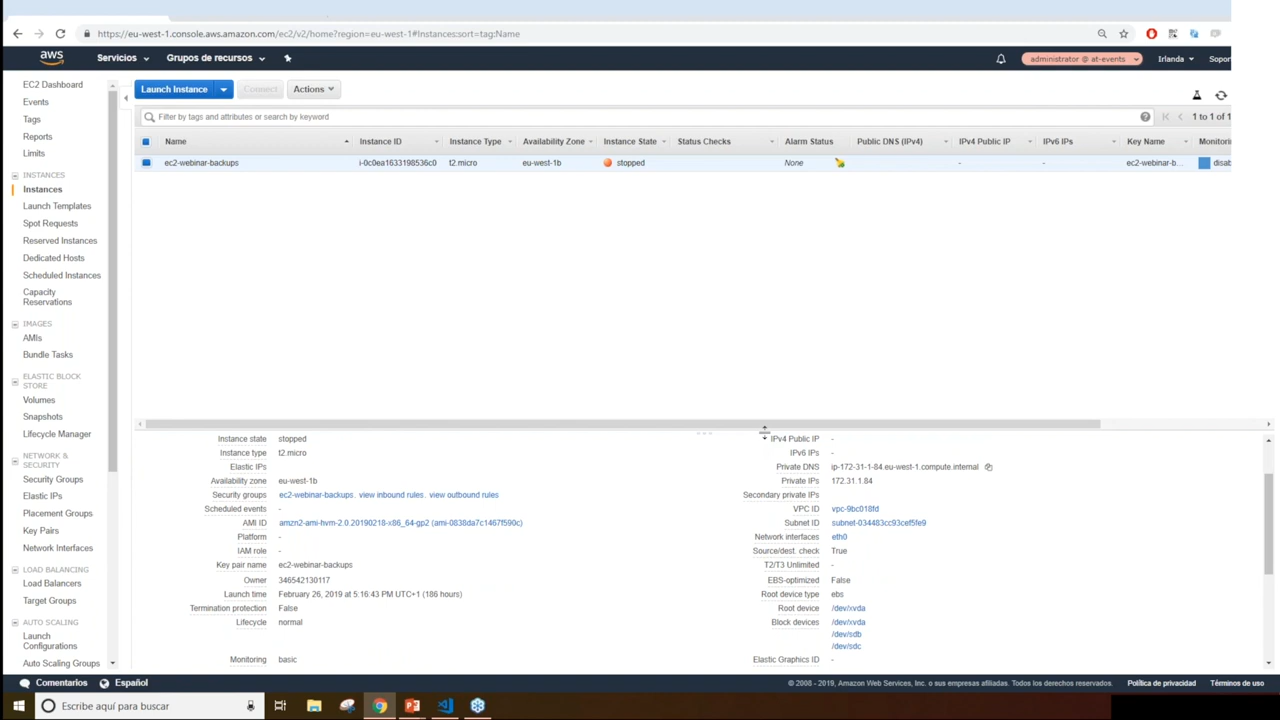 https://eu-west-1.console.aws.amazon.com/ec2/v2/home?region=eu-west-1#Instances:sort=tag:Name
aws Servicios Grupos de recursos administrator @ at-events Irlanda Sopor
EC2 Dashboard
Events
Tags
Reports
Limits
INSTANCES
Instances
Launch Templates
Spot Requests
Reserved Instances
Dedicated Hosts
Scheduled Instances
Capacity
Reservations
IMAGES
AMIs
Bundle Tasks
ELASTIC BLOCK
STORE
Volumes
Snapshots
Lifecycle Manager
NETWORK &
SECURITY
Security Groups
Elastic IPs
Placement Groups
Key Pairs
Network Interfaces
LOAD BALANCING
Load Balancers
Target Groups
AUTO SCALING
Launch
Configurations
Auto Scaling Groups
Launch Instance Connect Actions
Filter by tags and attributes or search by keyword 1 to 1 of 1
Name Instance ID Instance Type Availability Zone Instance State Status Checks Alarm Status Public DNS (IPv4) IPv4 Public IP IPv6 IPs Key Name Monitorin
ec2-webinar-backups i-0c0ea1633198536c0 t2.micro eu-west-1b stopped None - - ec2-webinar-b... disab
Instance state stopped
Instance type t2.micro
Elastic IPs
Availability zone eu-west-1b
Security groups ec2-webinar-backups. view inbound rules. view outbound rules
Scheduled events -
AMI ID amzn2-ami-hvm-2.0.20190218-x86_64-gp2 (ami-0838da7c1467f590c)
Platform -
IAM role -
Key pair name ec2-webinar-backups
Owner 346542130117
Launch time February 26, 2019 at 5:16:43 PM UTC+1 (186 hours)
Termination protection False
Lifecycle normal
Monitoring basic
IPv4 Public IP -
IPv6 IPs -
Private DNS ip-172-31-1-84.eu-west-1.compute.internal
Private IPs 172.31.1.84
Secondary private IPs
VPC ID vpc-9bc018fd
Subnet ID subnet-034483cc93cef5fe9
Network interfaces eth0
Source/dest. check True
T2/T3 Unlimited -
EBS-optimized False
Root device type ebs
Root device /dev/xvda
Block devices /dev/xvda
/dev/sdb
/dev/sdc
Elastic Graphics ID -
Comentarios Español © 2008 - 2019, Amazon Web Services, Inc. o sus empresas afiliadas. Todos los derechos reservados. Política de privacidad Términos de uso
Escribe aquí para buscar